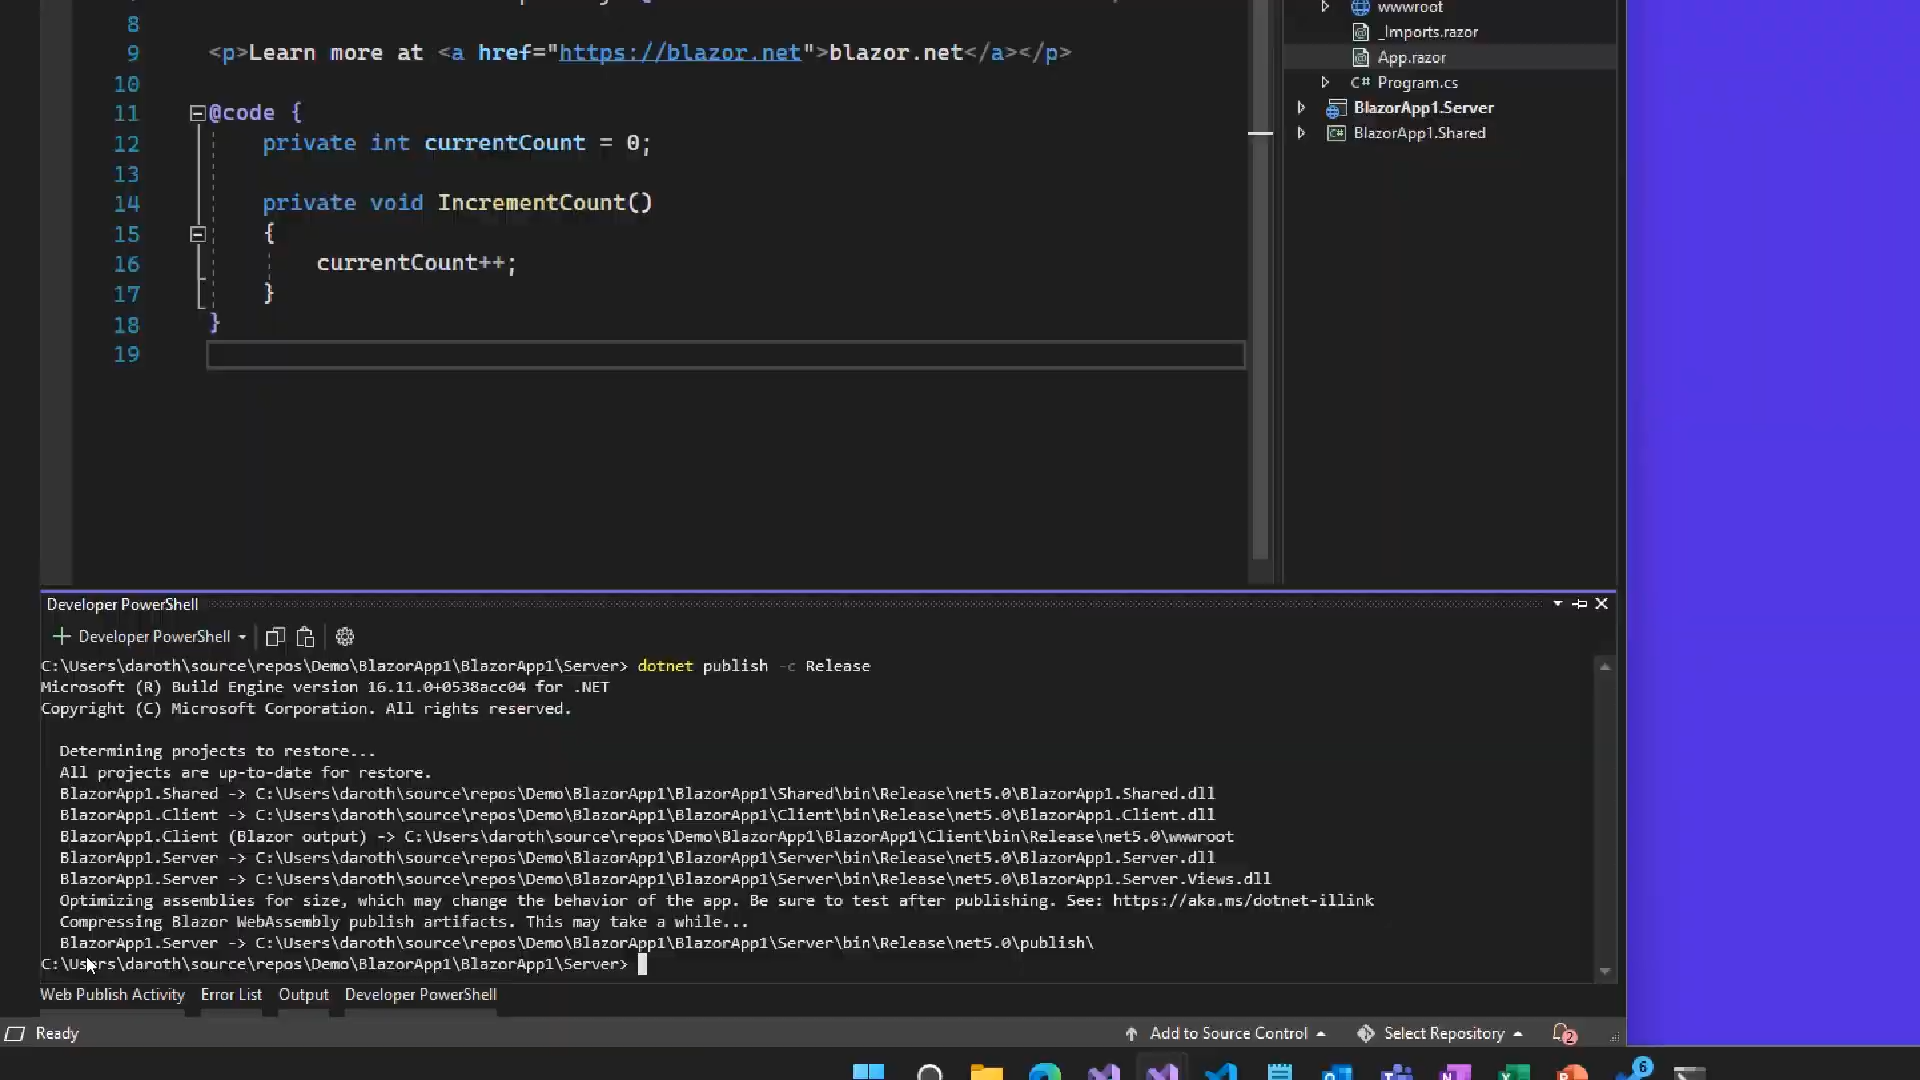 wwwroot
8
_Imports.razor
9 <p>Learn more at <a href="https://blazor.net">blazor.net</a></p>
App.razor
10
C# Program.cs
11 @code {
BlazorApp1.Server
12 private int currentCount = 0;
C# BlazorApp1.Shared
13
14 private void IncrementCount()
15 {
16 currentCount++;
17 }
18 }
19
Developer PowerShell
Developer PowerShell
C:\Users\daroth\source\repos\Demo\BlazorApp1\BlazorApp1\Server> dotnet publish -c Release
Microsoft (R) Build Engine version 16.11.0+0538acc04 for .NET
Copyright (C) Microsoft Corporation. All rights reserved.
Determining projects to restore...
All projects are up-to-date for restore.
BlazorApp1.Shared -> C:\Users\daroth\source\repos\Demo\BlazorApp1\BlazorApp1\Shared\bin\Release\net5.0\BlazorApp1.Shared.dll
BlazorApp1.Client -> C:\Users\daroth\source\repos\Demo\BlazorApp1\BlazorApp1\Client\bin\Release\net5.0\BlazorApp1.Client.dll
BlazorApp1.Client (Blazor output) -> C:\Users\daroth\source\repos\Demo\BlazorApp1\BlazorApp1\Client\bin\Release\net5.0\wwwroot
BlazorApp1.Server -> C:\Users\daroth\source\repos\Demo\BlazorApp1\BlazorApp1\Server\bin\Release\net5.0\BlazorApp1.Server.dll
BlazorApp1.Server -> C:\Users\daroth\source\repos\Demo\BlazorApp1\BlazorApp1\Server\bin\Release\net5.0\BlazorApp1.Server.Views.dll
Optimizing assemblies for size, which may change the behavior of the app. Be sure to test after publishing. See: https://aka.ms/dotnet-illink
Compressing Blazor WebAssembly publish artifacts. This may take a while...
BlazorApp1.Server -> C:\Users\daroth\source\repos\Demo\BlazorApp1\BlazorApp1\Server\bin\Release\net5.0\publish\
C:\Users\daroth\source\repos\Demo\BlazorApp1\BlazorApp1\Server>
Web Publish Activity Error List Output Developer PowerShell
Ready Add to Source Control Select Repository 2
6